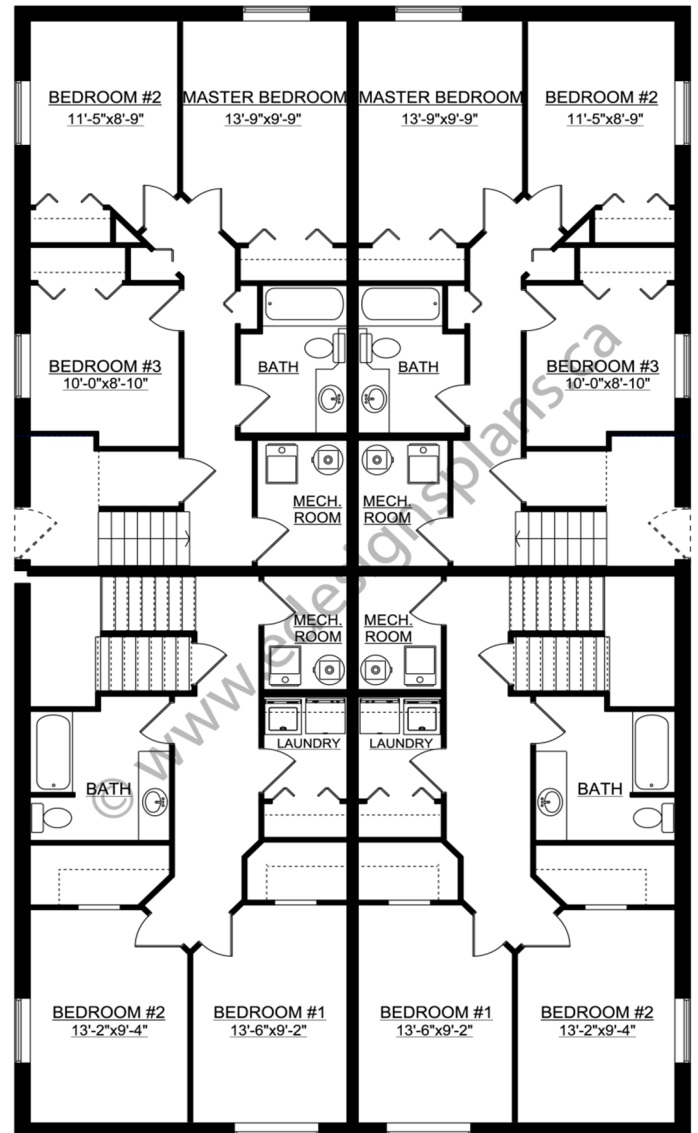 BEDROOM #2
11'-5"x8'-9"
MASTER BEDROOM
13'-9"x9'-9"
MASTER BEDROOM
13'-9"x9'-9"
BEDROOM #2
11'-5"x8'-9"
BEDROOM #3
10'-0"x8'-10"
BATH
BATH
BEDROOM #3
10'-0"x8'-10"
MECH.
ROOM
MECH.
ROOM
MECH.
ROOM
MECH.
ROOM
LAUNDRY
LAUNDRY
BATH
BATH
© www.edesignsplans.ca
BEDROOM #2
13'-2"x9'-4"
BEDROOM #1
13'-6"x9'-2"
BEDROOM #1
13'-6"x9'-2"
BEDROOM #2
13'-2"x9'-4"